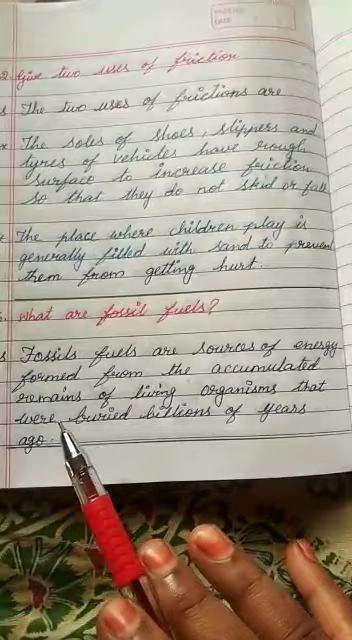 2. Give two uses of friction
The two uses of frictions are
The soles of shoes, slippers and
tyres of vehicles have rough
surface to increase friction
so that they do not skid or fall
The place where children play is
generally filled with sand to prevent
them from getting hurt.
What are fossil fuels?
Fossils fuels are sources of energy
formed from the accumulated
remains of living organisms that
were buried billions of years
ago.